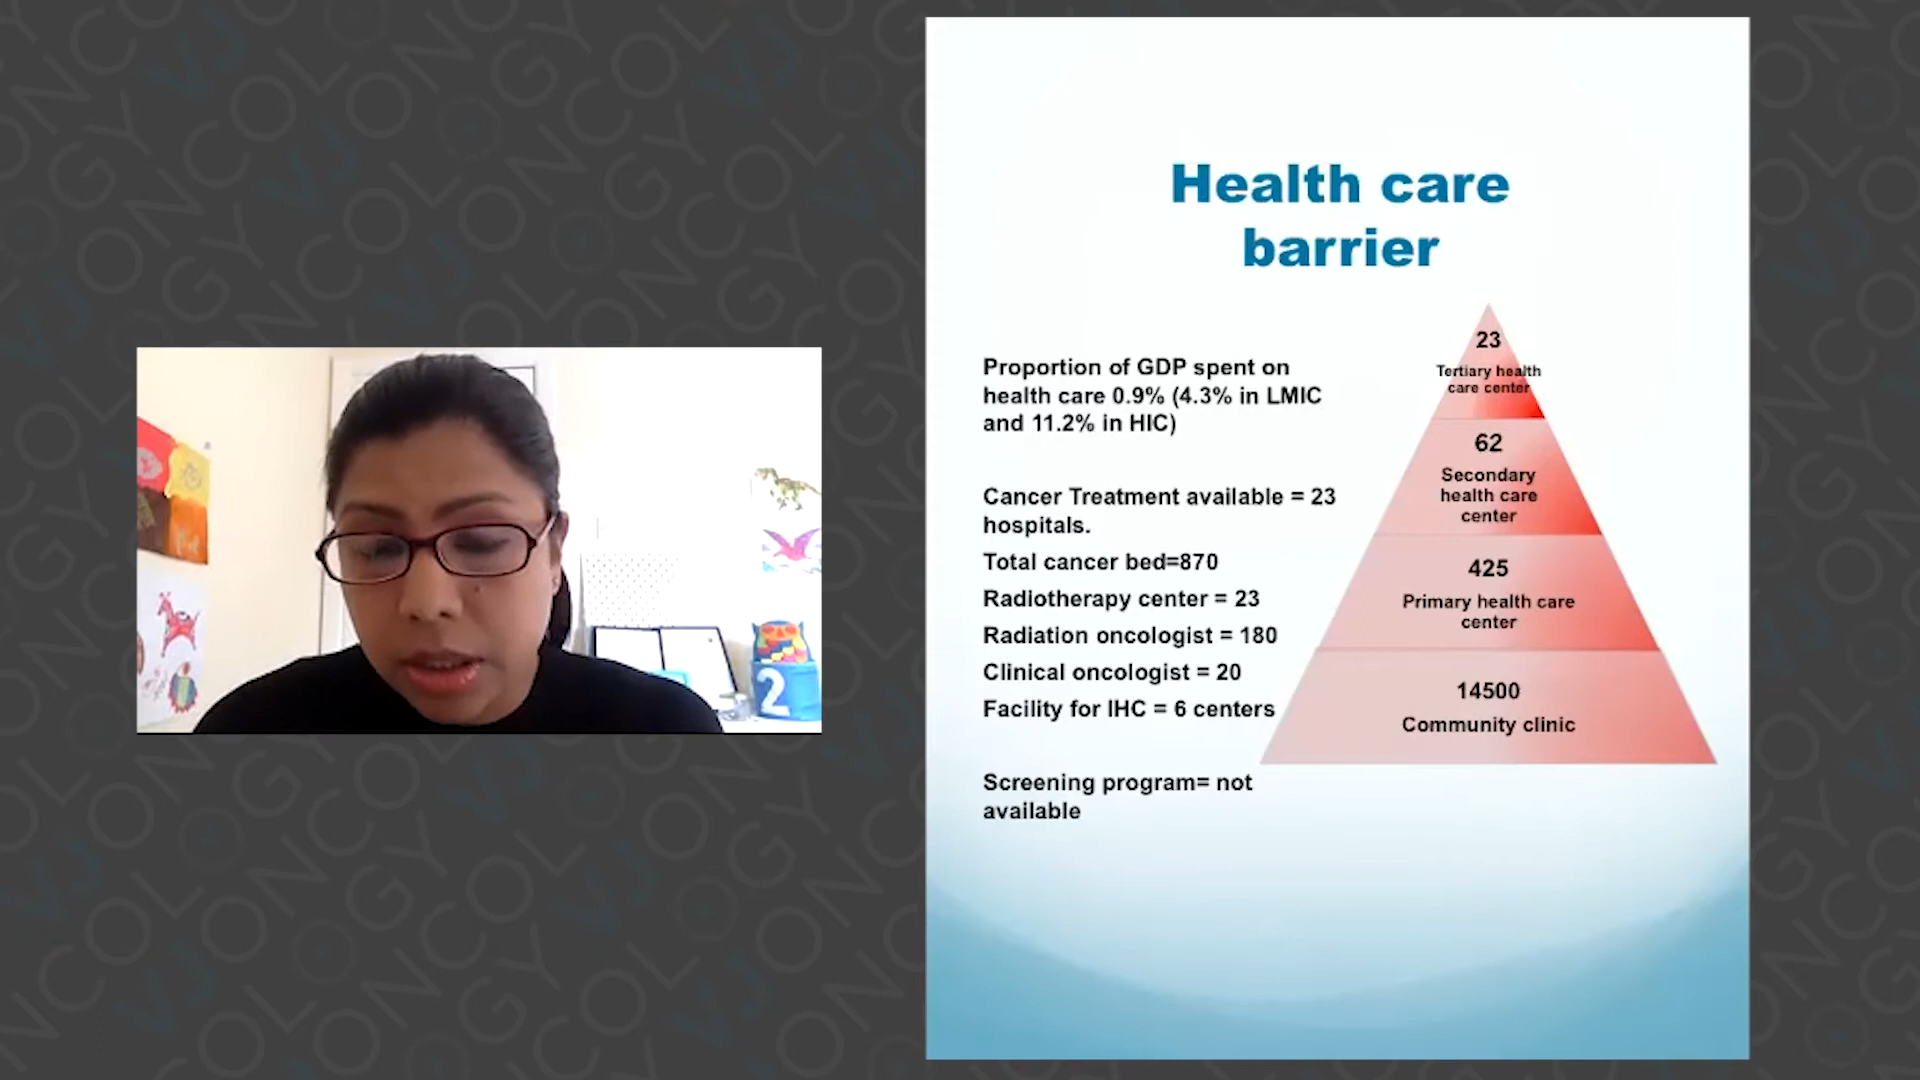 Health care
barrier
Proportion of GDP spent on
health care 0.9% (4.3% in LMIC
and 11.2% in HIC)
Cancer Treatment available = 23
hospitals.
Total cancer bed=870
Radiotherapy center = 23
Radiation oncologist = 180
Clinical oncologist = 20
Facility for IHC = 6 centers
Screening program= not
available
23
Tertiary health
care center
62
Secondary
health care
center
425
Primary health care
center
14500
Community clinic
2